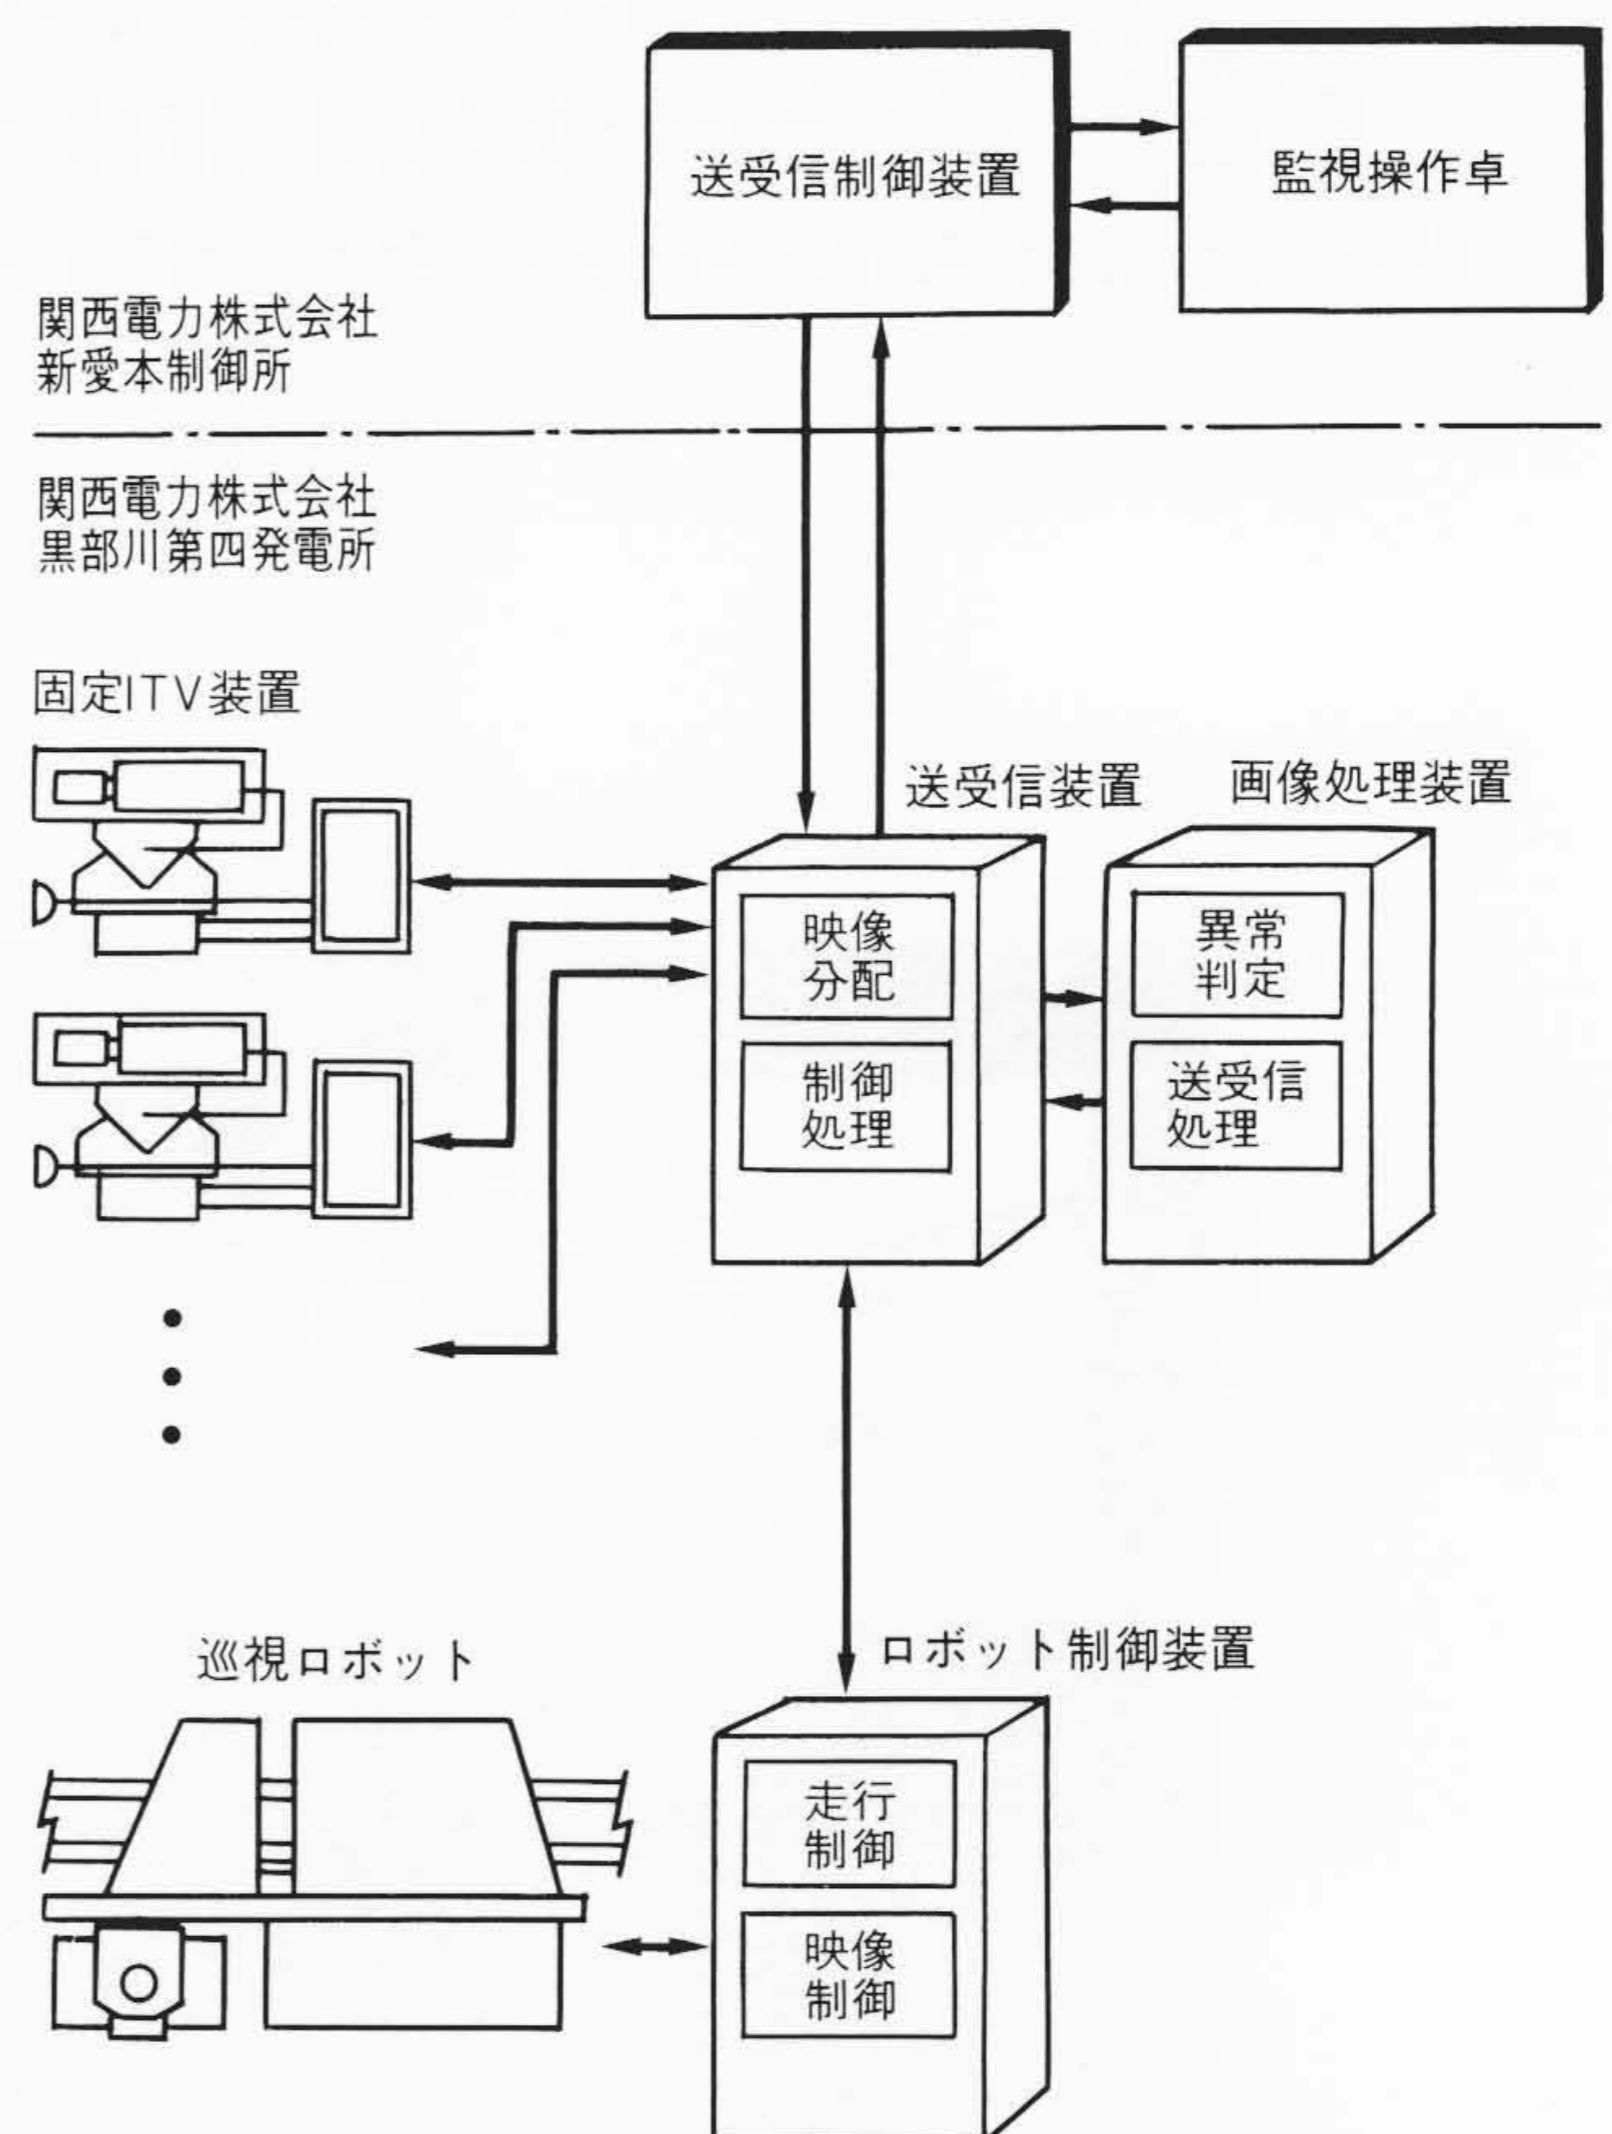 送受信制御装置
監視操作卓
関西電力株式会社
新愛本制御所
関西電力株式会社
黒部川第四発電所
固定ITV装置
送受信装置
画像処理装置
映像
分配
制御
処理
異常
判定
送受信
処理
巡視ロボット
ロボット制御装置
走行
制御
映像
制御